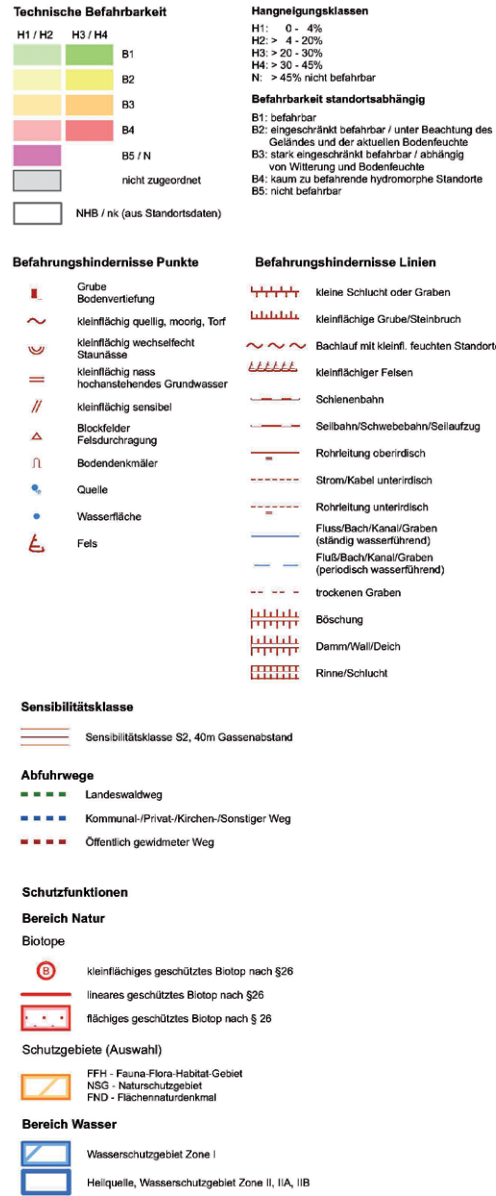 Technische Befahrbarkeit
H1 / H2 H3 / H4
B1
B2
B3
B4
B5 / N
nicht zugeordnet
NHB / nk (aus Standortsdaten)
Hangneigungsklassen
H1: 0 - 4%
H2: > 4 - 20%
H3: > 20 - 30%
H4: > 30 - 45%
N: > 45% nicht befahrbar
Befahrbarkeit standortsabhängig
B1: befahrbar
B2: eingeschränkt befahrbar / unter Beachtung des
Geländes und der aktuellen Bodenfeuchte
B3: stark eingeschränkt befahrbar / abhängig
von Witterung und Bodenfeuchte
B4: kaum zu befahrende hydromorphe Standorte
B5: nicht befahrbar
Befahrungshindernisse Punkte
Grube
Bodenvertiefung
kleinflächig quellig, moorig, Torf
kleinflächig wechselfecht
Staunässe
kleinflächig nass
hochanstehendes Grundwasser
kleinflächig sensibel
Blockfelder
Felsdurchragung
Bodendenkmäler
Quelle
Wasserfläche
Fels
Befahrungshindernisse Linien
kleine Schlucht oder Graben
kleinflächige Grube/Steinbruch
Bachlauf mit kleinfl. feuchten Standorte
kleinflächiger Felsen
Schienenbahn
Seilbahn/Schwebebahn/Seilaufzug
Rohrleitung oberirdisch
Strom/Kabel unterirdisch
Rohrleitung unterirdisch
Fluss/Bach/Kanal/Graben
(ständig wasserführend)
Fluß/Bach/Kanal/Graben
(periodisch wasserführend)
trockenen Graben
Böschung
Damm/Wall/Deich
Rinne/Schlucht
Sensibilitätsklasse
Sensibilitätsklasse S2, 40m Gassenabstand
Abfuhrwege
Landeswaldweg
Kommunal-/Privat-/Kirchen-/Sonstiger Weg
Öffentlich gewidmeter Weg
Schutzfunktionen
Bereich Natur
Biotope
B kleinflächiges geschütztes Biotop nach §26
lineares geschütztes Biotop nach §26
flächiges geschütztes Biotop nach § 26
Schutzgebiete (Auswahl)
FFH - Fauna-Flora-Habitat-Gebiet
NSG - Naturschutzgebiet
FND - Flächennaturdenkmal
Bereich Wasser
Wasserschutzgebiet Zone I
Heilquelle, Wasserschutzgebiet Zone II, IIA, IIB